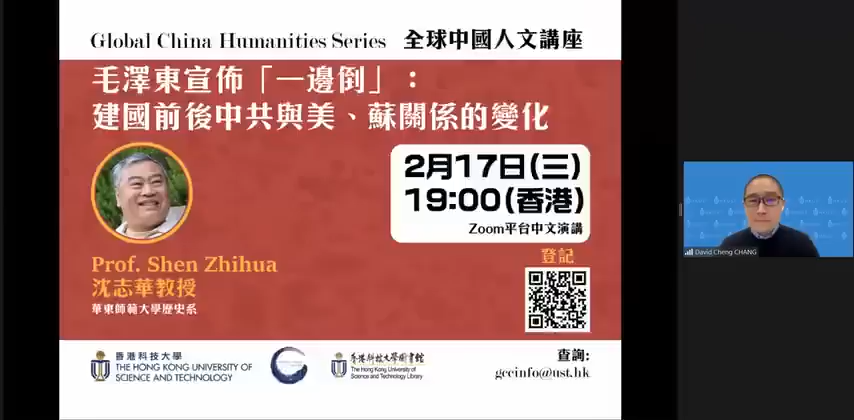 Global China Humanities Series 全球中國人文講座
毛澤東宣佈「一邊倒」：
建國前後中共與美、蘇關係的變化
2月17日(三)
19:00(香港)
Zoom平台中文演講
登記
Prof. Shen Zhihua
沈志華教授
華東師範大學歷史系
香港科技大學
THE HONG KONG UNIVERSITY OF
SCIENCE AND TECHNOLOGY
香港科技大學圖書館
The Hong Kong University of
Science and Technology Library
查詢:
gccinfo@ust.hk
David Cheng CHANG